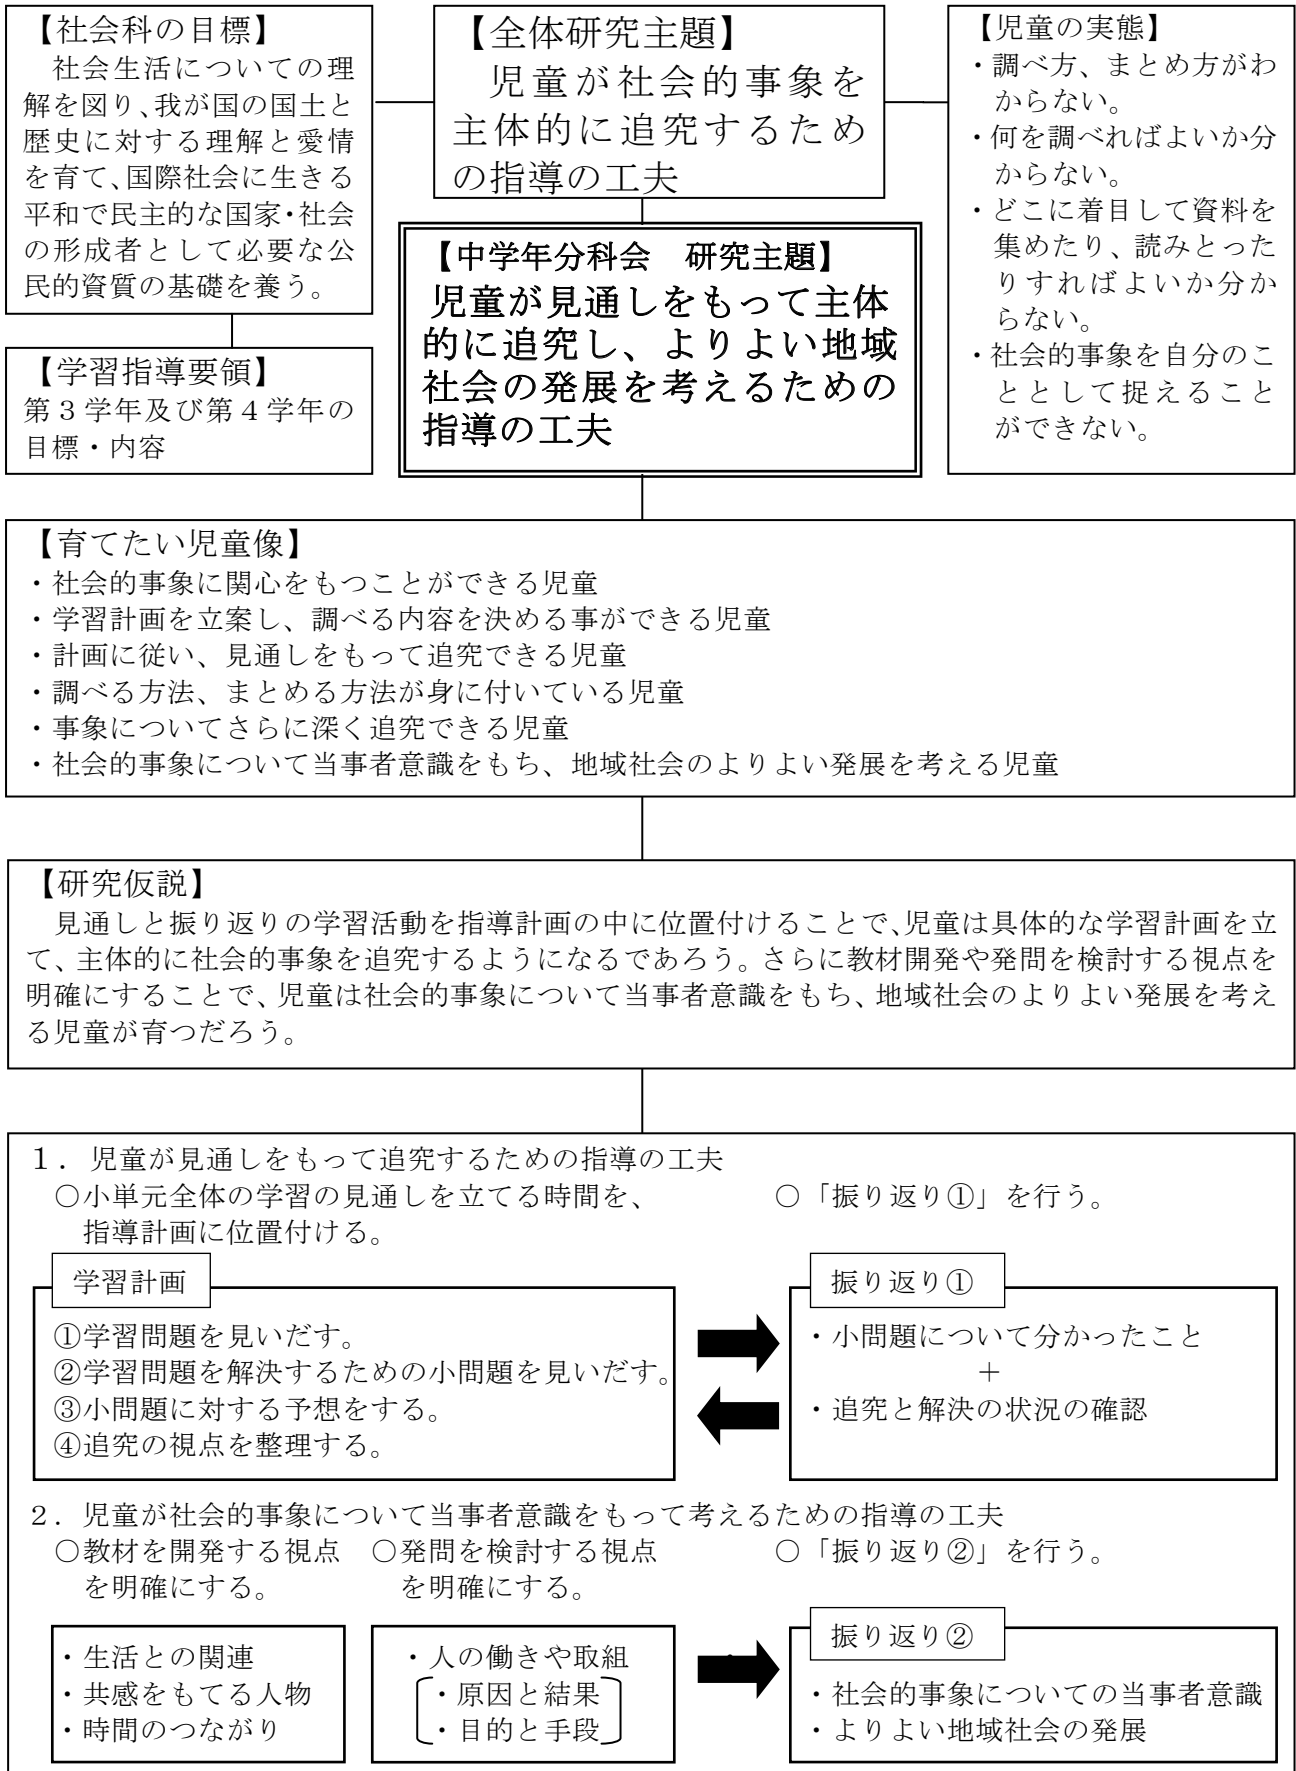 【社会科の目標】
社会生活についての理
解を図り、我が国の国土と
歴史に対する理解と愛情
を育て、国際社会に生きる
平和で民主的な国家・社会
の形成者として必要な公
民的資質の基礎を養う。
【学習指導要領】
第３学年及び第４学年の
目標・内容
【全体研究主題】
児童が社会的事象を
主体的に追究するため
の指導の工夫
【中学年分科会　研究主題】
児童が見通しをもって主体
的に追究し、よりよい地域
社会の発展を考えるための
指導の工夫
【児童の実態】
・調べ方、まとめ方がわ
からない。
・何を調べればよいか分
からない。
・どこに着目して資料を
集めたり、読みとった
りすればよいか分か
らない。
・社会的事象を自分のこ
ととして捉えること
ができない。
【育てたい児童像】
・社会的事象に関心をもつことができる児童
・学習計画を立案し、調べる内容を決める事ができる児童
・計画に従い、見通しをもって追究できる児童
・調べる方法、まとめる方法が身に付いている児童
・事象についてさらに深く追究できる児童
・社会的事象について当事者意識をもち、地域社会のよりよい発展を考える児童
【研究仮説】
見通しと振り返りの学習活動を指導計画の中に位置付けることで、児童は具体的な学習計画を立
て、主体的に社会的事象を追究するようになるであろう。さらに教材開発や発問を検討する視点を
明確にすることで、児童は社会的事象について当事者意識をもち、地域社会のよりよい発展を考え
る児童が育つだろう。
１．児童が見通しをもって追究するための指導の工夫
○小単元全体の学習の見通しを立てる時間を、
指導計画に位置付ける。
○「振り返り①」を行う。
学習計画
①学習問題を見いだす。
②学習問題を解決するための小問題を見いだす。
③小問題に対する予想をする。
④追究の視点を整理する。
振り返り①
・小問題について分かったこと
＋
・追究と解決の状況の確認
２．児童が社会的事象について当事者意識をもって考えるための指導の工夫
○教材を開発する視点
を明確にする。
○発問を検討する視点
を明確にする。
○「振り返り②」を行う。
・生活との関連
・共感をもてる人物
・時間のつながり
・人の働きや取組
・原因と結果
・目的と手段
振り返り②
・社会的事象についての当事者意識
・よりよい地域社会の発展